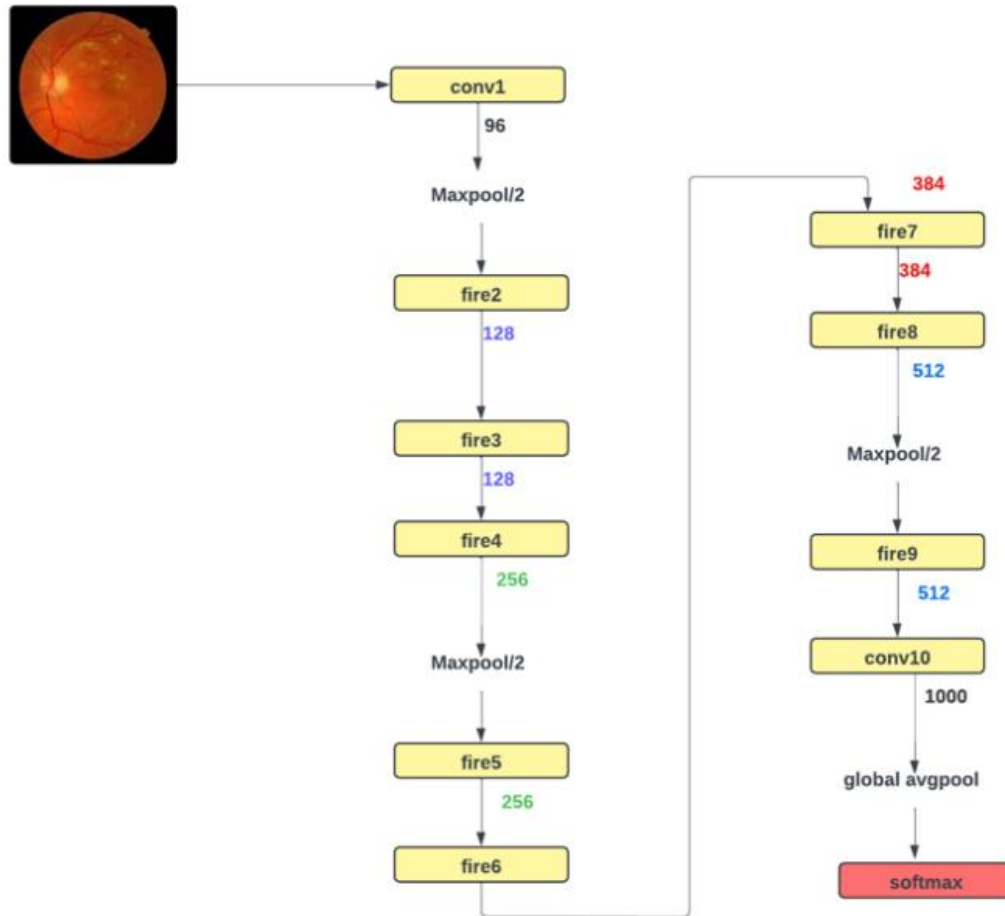 conv1
96
Maxpool/2
fire2
128
fire3
128
fire4
256
Maxpool/2
fire5
256
fire6
384
fire7
384
fire8
512
Maxpool/2
fire9
512
conv10
1000
global avgpool
softmax